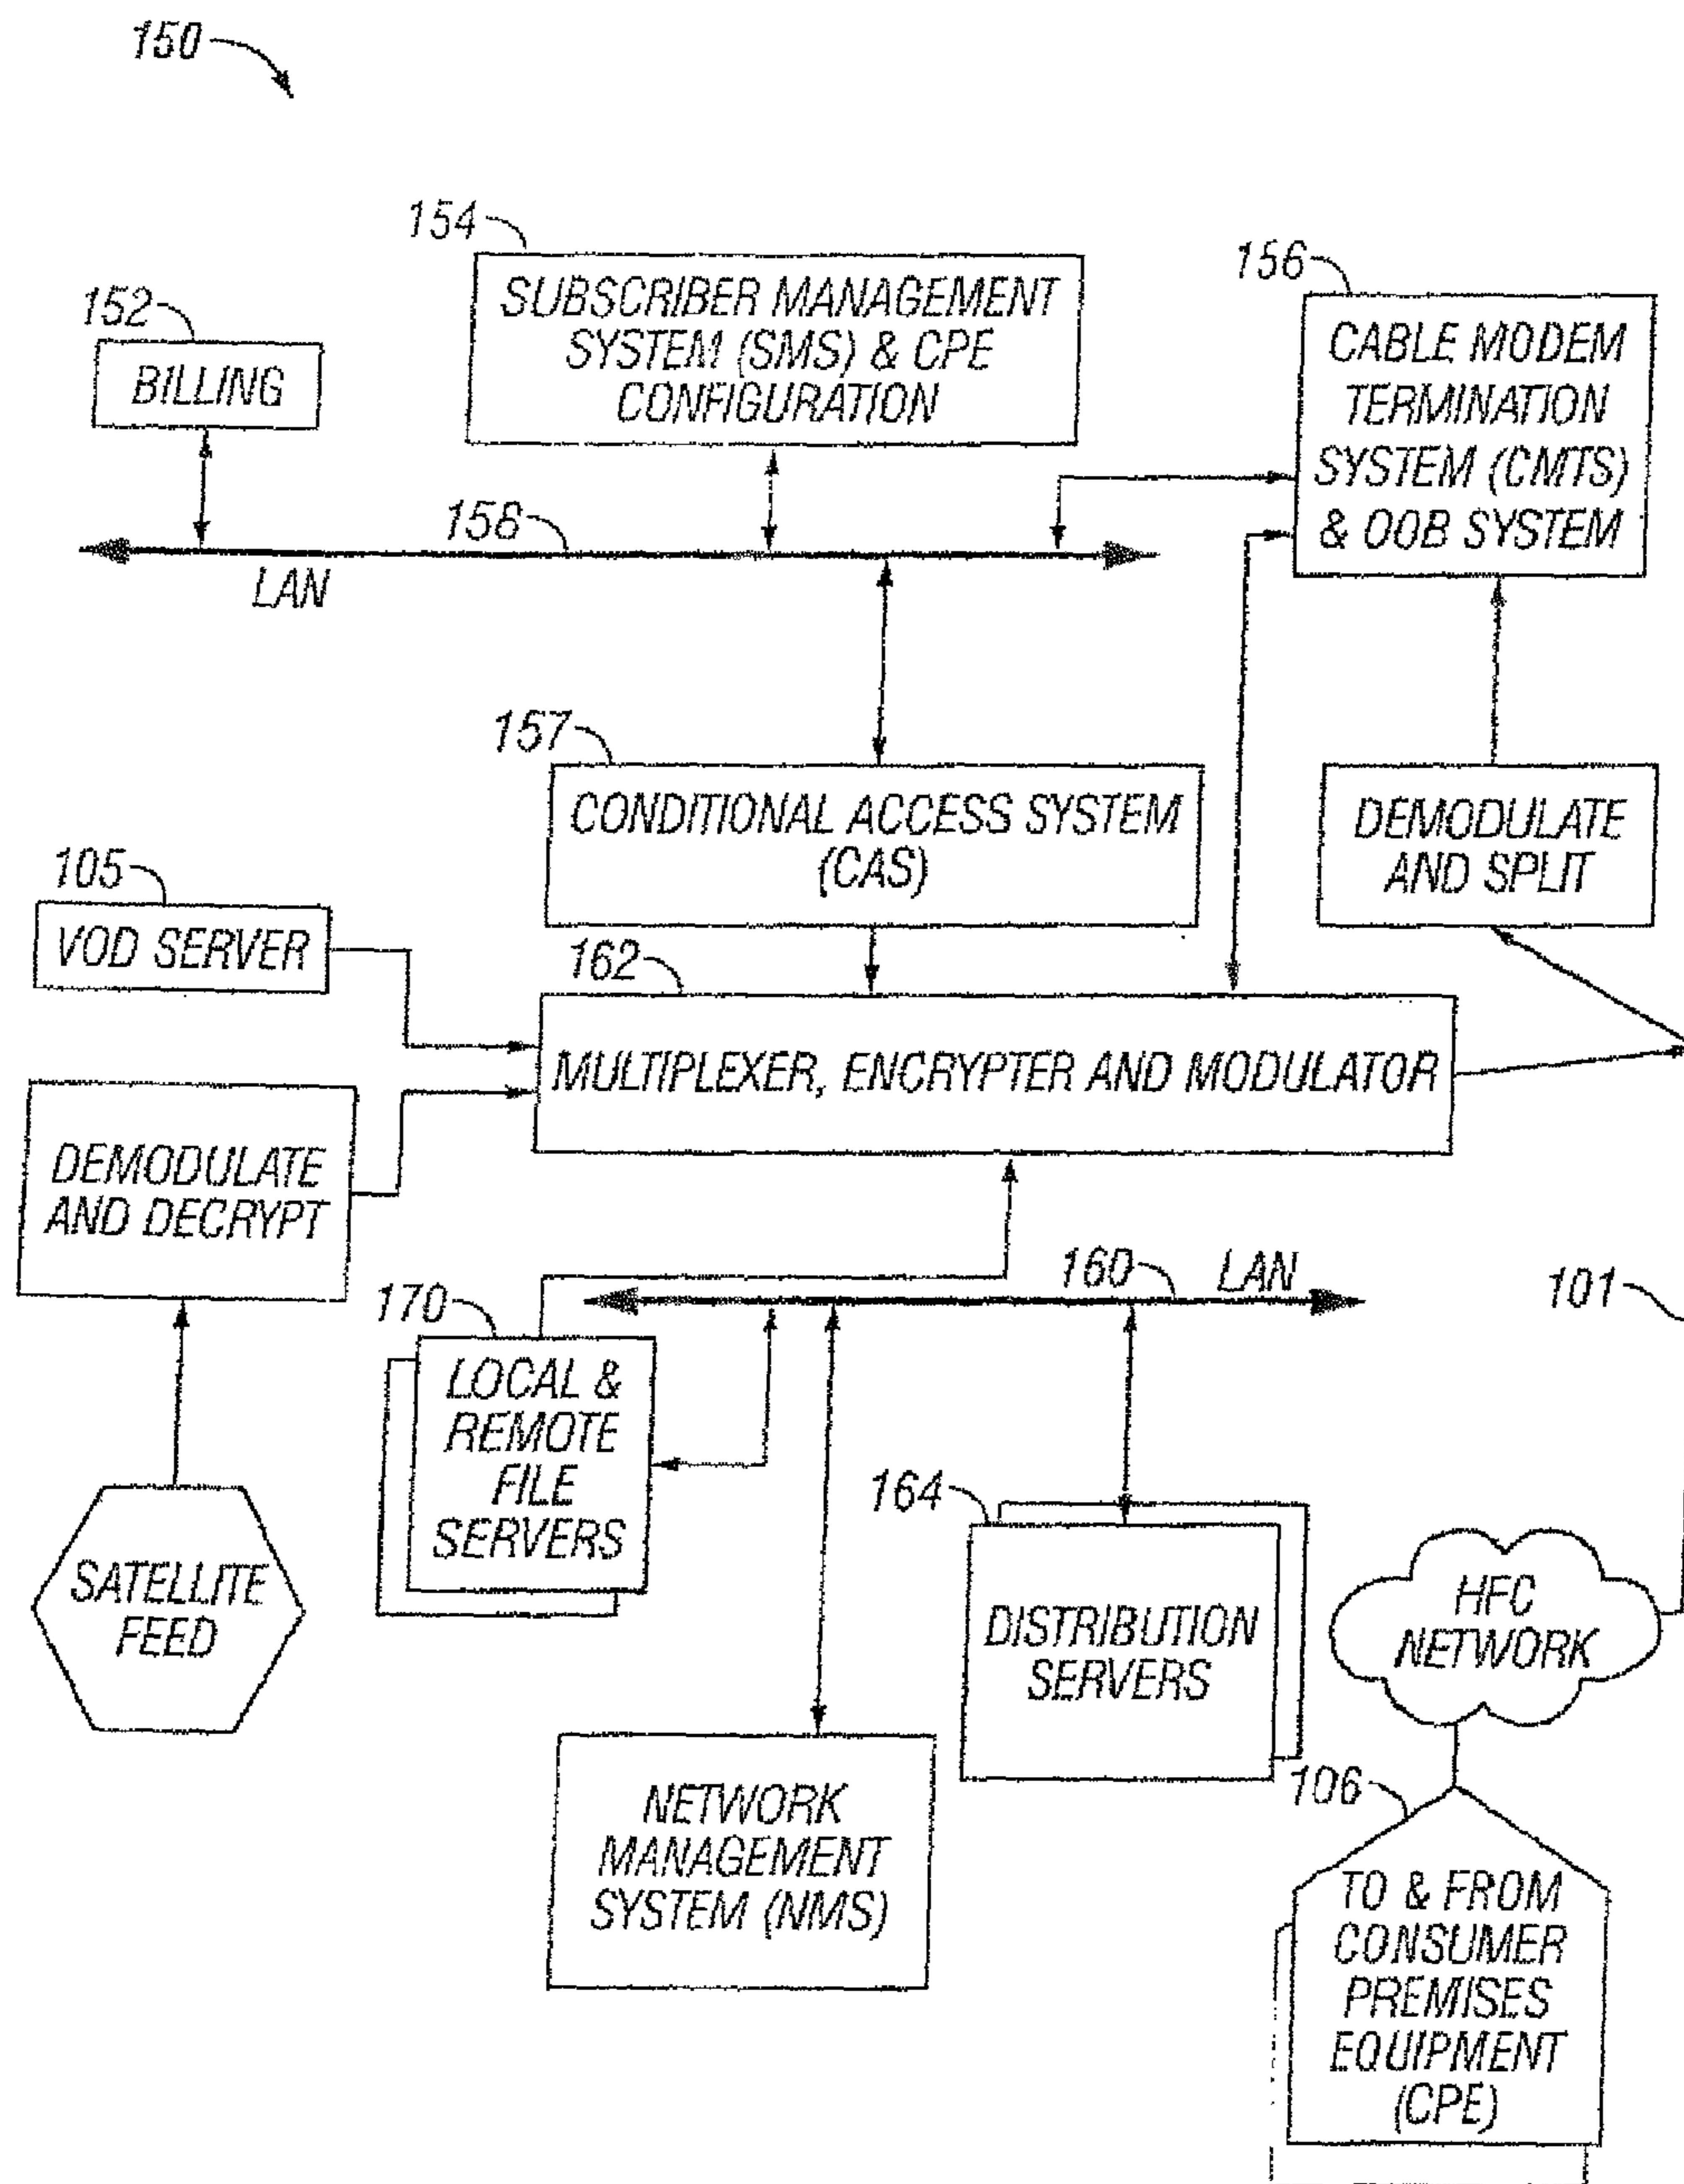 150
154
SUBSCRIBER MANAGEMENT
SYSTEM (SMS) & CPE
CONFIGURATION
156
CABLE MODEM
TERMINATION
SYSTEM (CMTS)
& OOB SYSTEM
152
BILLING
158
LAN
157
CONDITIONAL ACCESS SYSTEM
(CAS)
DEMODULATE
AND SPLIT
105
VOD SERVER
162
MULTIPLEXER, ENCRYPTER AND MODULATOR
DEMODULATE
AND DECRYPT
160
LAN
101
170
LOCAL &
REMOTE
FILE
SERVERS
164
DISTRIBUTION
SERVERS
SATELLITE
FEED
HFC
NETWORK
NETWORK
MANAGEMENT
SYSTEM (NMS)
106
TO & FROM
CONSUMER
PREMISES
EQUIPMENT
(CPE)